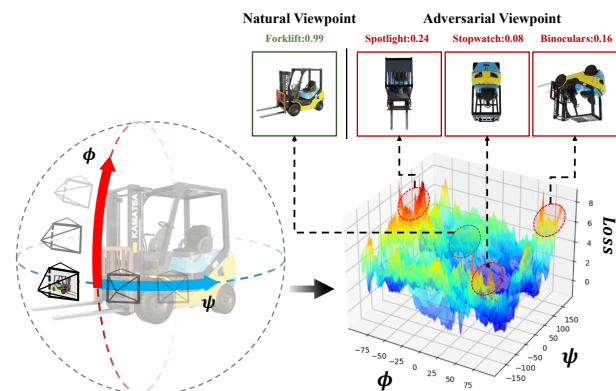 Natural Viewpoint
Adversarial Viewpoint
Forklift:0.99
Spotlight:0.24
Stopwatch:0.08
Binoculars:0.16
ϕ
KAMATSA
ψ
8
6
4
2
0
Loss
-75
-50
-25
0
25
50
75
ϕ
-150
-100
-50
0
50
100
150
ψ